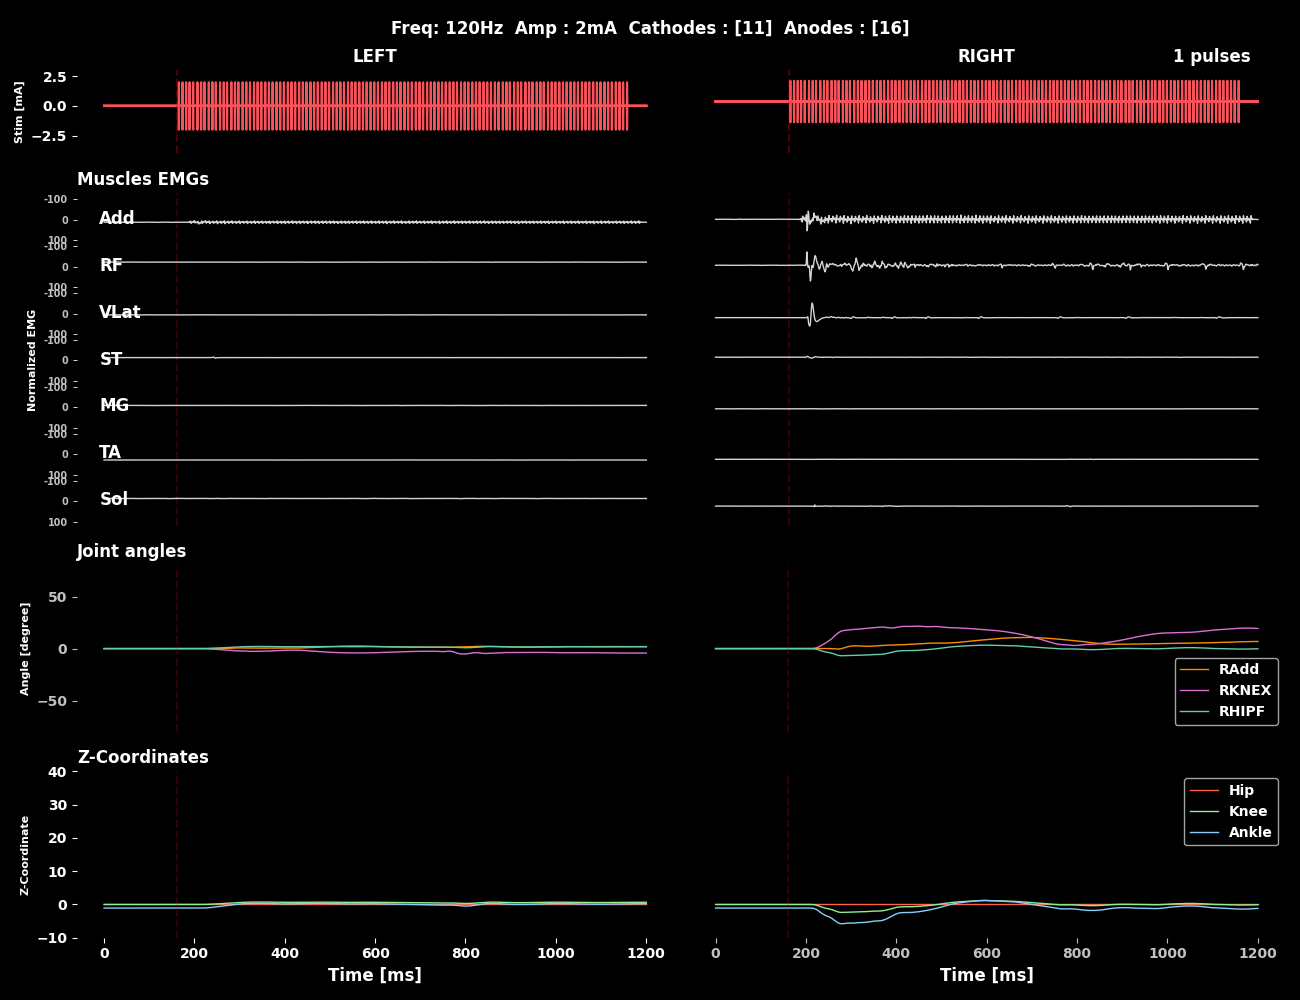 Freq: 120Hz  Amp : 2mA  Cathodes : [11]  Anodes : [16]
LEFT
RIGHT
1 pulses
Stim [mA]
2.5
0.0
−2.5
Muscles EMGs
Normalized EMG
-100
0
100
Add
-100
0
100
RF
-100
0
100
VLat
-100
0
100
ST
-100
0
100
MG
-100
0
100
TA
-100
0
100
Sol
Joint angles
Angle [degree]
50
0
−50
RAdd
RKNEX
RHIPF
Z-Coordinates
Z-Coordinate
40
30
20
10
0
−10
Hip
Knee
Ankle
0 200 400 600 800 1000 1200
0 200 400 600 800 1000 1200
Time [ms]
Time [ms]